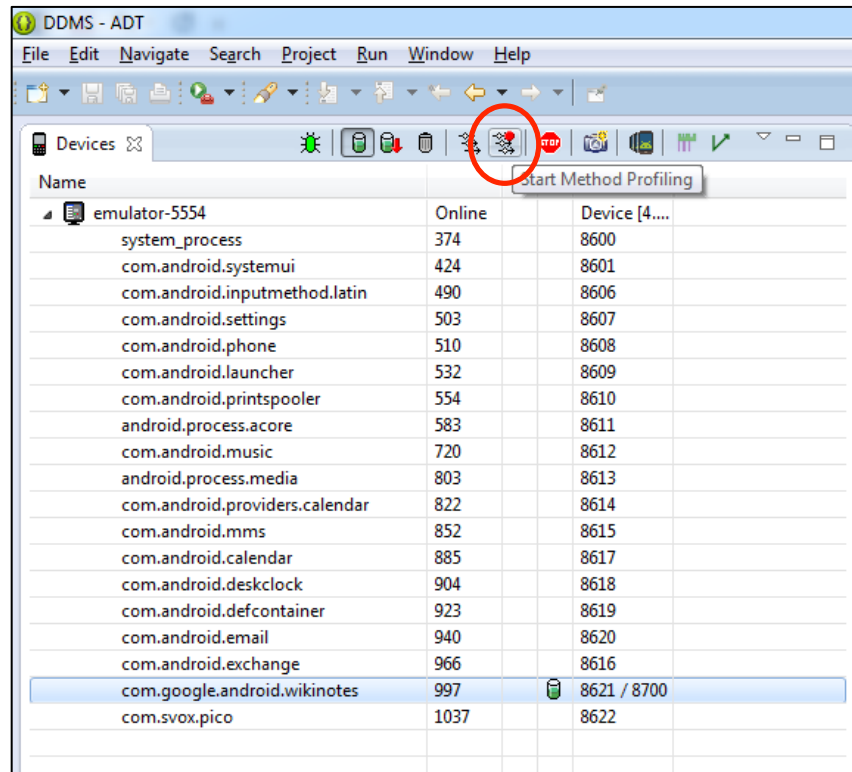 DDMS - ADT
File Edit Navigate Search Project Run Window Help
Devices
STOP
Start Method Profiling
Name
emulator-5554 Online Device [4....
system_process 374 8600
com.android.systemui 424 8601
com.android.inputmethod.latin 490 8606
com.android.settings 503 8607
com.android.phone 510 8608
com.android.launcher 532 8609
com.android.printspooler 554 8610
android.process.acore 583 8611
com.android.music 720 8612
android.process.media 803 8613
com.android.providers.calendar 822 8614
com.android.mms 852 8615
com.android.calendar 885 8617
com.android.deskclock 904 8618
com.android.defcontainer 923 8619
com.android.email 940 8620
com.android.exchange 966 8616
com.google.android.wikinotes 997 8621 / 8700
com.svox.pico 1037 8622